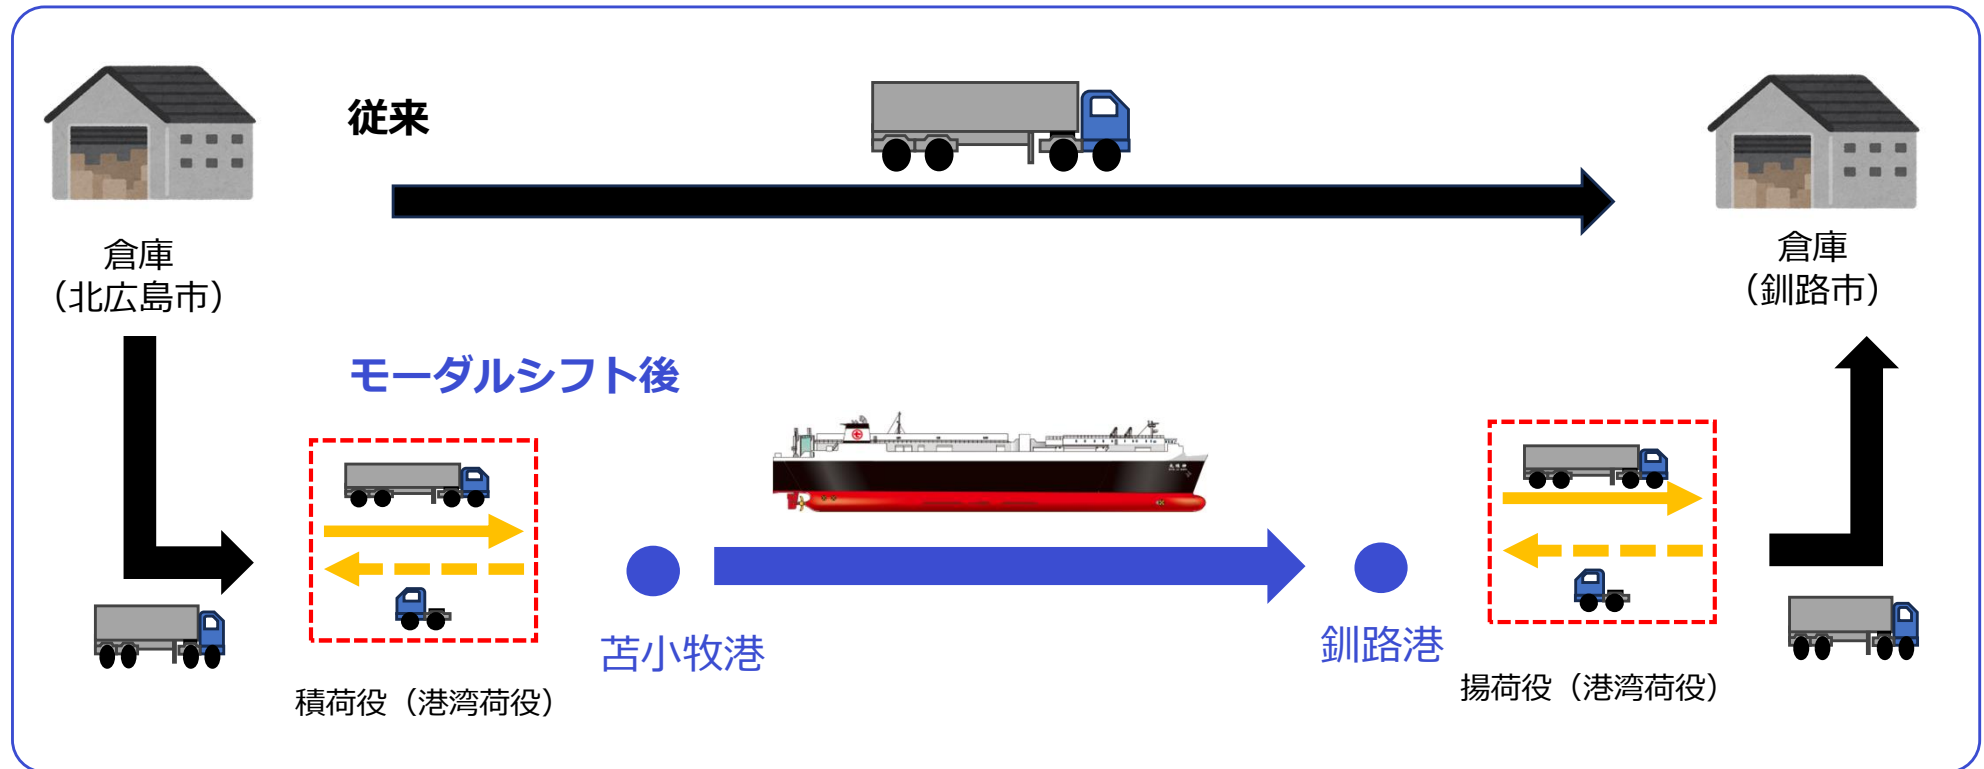 従来
倉庫
（北広島市）
倉庫
（釧路市）
モーダルシフト後
苫小牧港
釧路港
積荷役（港湾荷役）
揚荷役（港湾荷役）